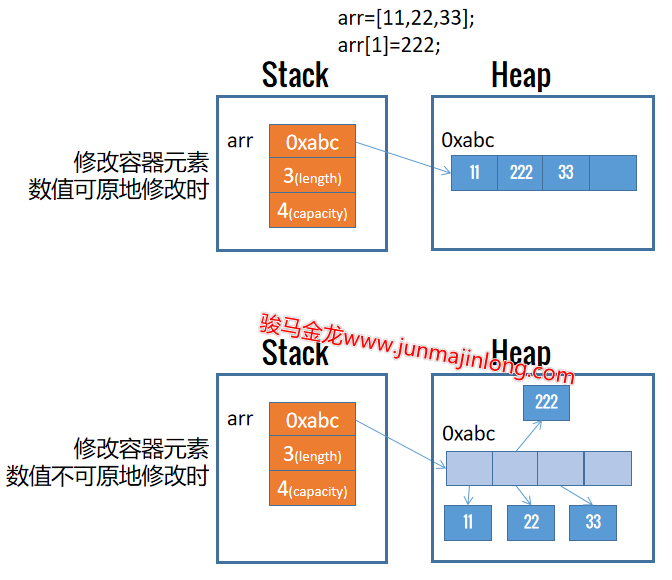 arr=[11,22,33];
arr[1]=222;
Stack
Heap
修改容器元素
数值可原地修改时
arr
0xabc
3(length)
4(capacity)
0xabc
11 222 33
骏马金龙www.junmajinlong.com
Stack
Heap
修改容器元素
数值不可原地修改时
arr
0xabc
3(length)
4(capacity)
222
0xabc
11 22 33